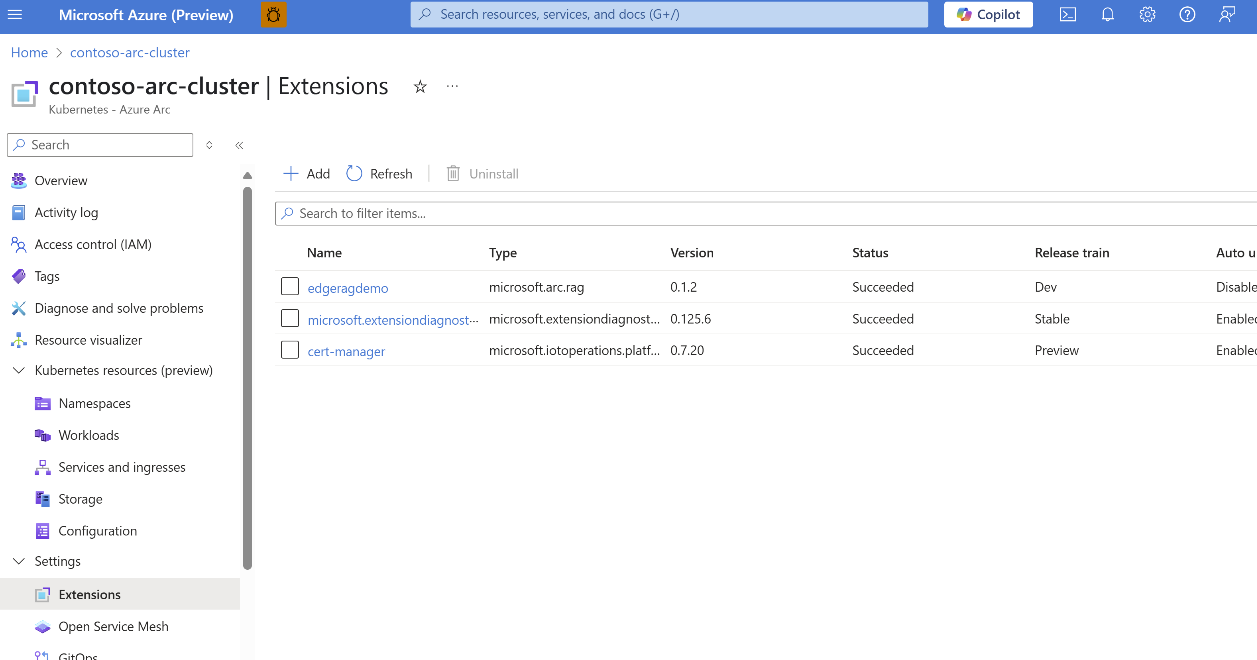 Microsoft Azure (Preview)
Search resources, services, and docs (G+/)
Copilot
Home > contoso-arc-cluster
contoso-arc-cluster | Extensions
Kubernetes - Azure Arc
Search
Overview
Activity log
Access control (IAM)
Tags
Diagnose and solve problems
Resource visualizer
Kubernetes resources (preview)
Namespaces
Workloads
Services and ingresses
Storage
Configuration
Settings
Extensions
Open Service Mesh
GitOps
Add Refresh Uninstall
Search to filter items...
Name Type Version Status Release train Auto u
edgeragdemo microsoft.arc.rag 0.1.2 Succeeded Dev Disable
microsoft.extensiondiagnost... microsoft.extensiondiagnost... 0.125.6 Succeeded Stable Enabled
cert-manager microsoft.iotoperations.platf... 0.7.20 Succeeded Preview Enabled